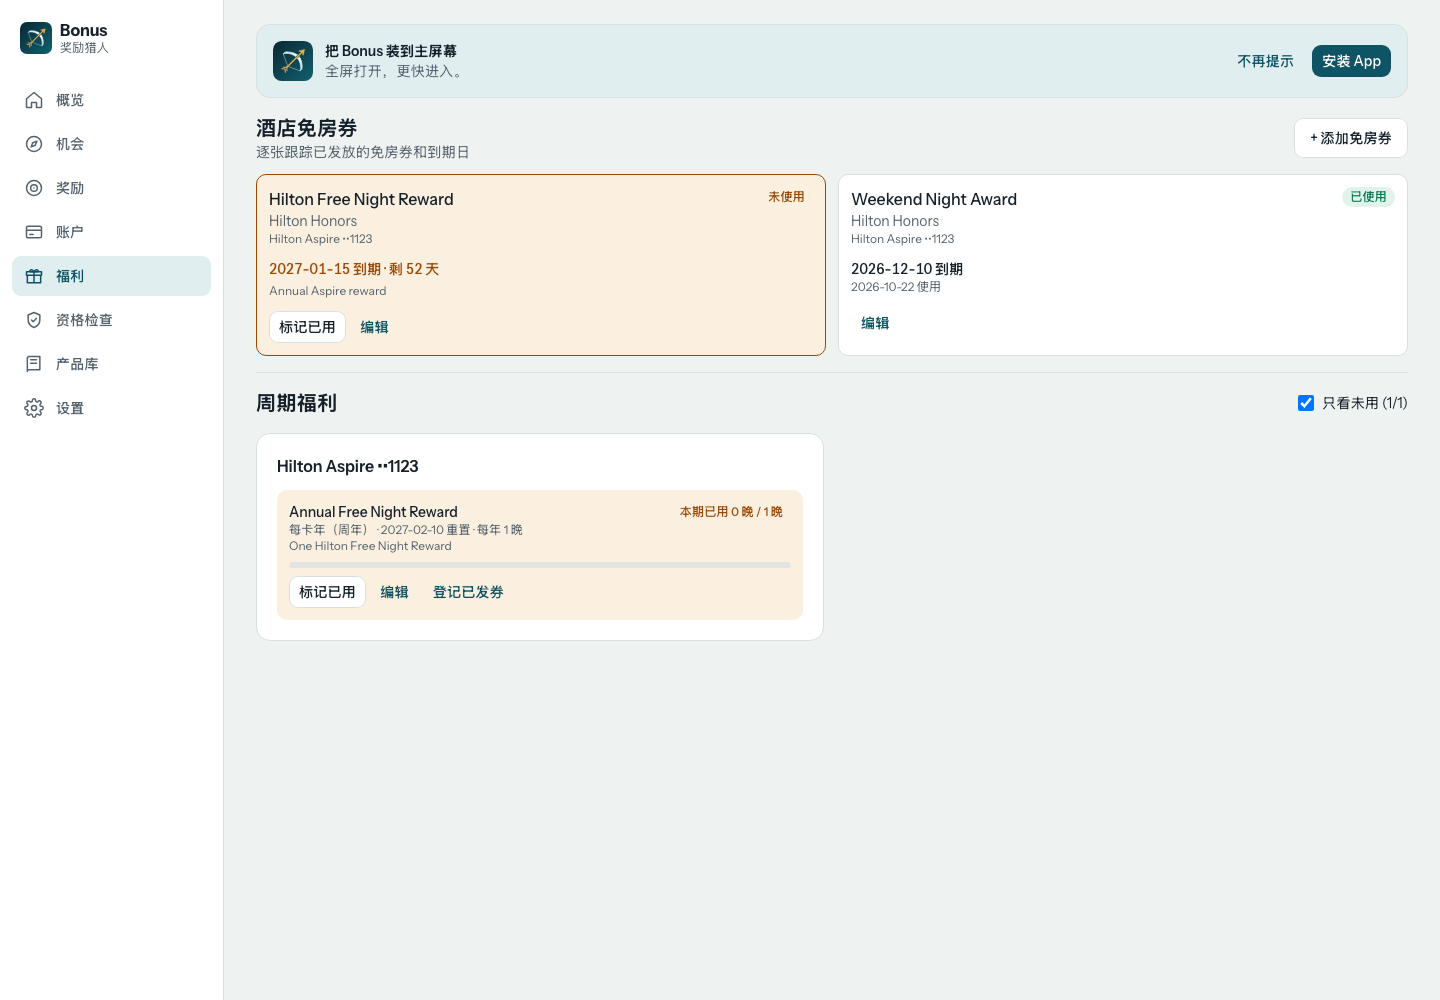 Bonus
奖励猎人
概览
机会
奖励
账户
福利
资格检查
产品库
设置
把 Bonus 装到主屏幕
全屏打开，更快进入。
不再提示
安装 App
酒店免房券
逐张跟踪已发放的免房券和到期日
+ 添加免房券
Hilton Free Night Reward
未使用
Hilton Honors
Hilton Aspire ••1123
2027-01-15 到期 · 剩 52 天
Annual Aspire reward
标记已用
编辑
Weekend Night Award
已使用
Hilton Honors
Hilton Aspire ••1123
2026-12-10 到期
2026-10-22 使用
编辑
周期福利
只看未用 (1/1)
Hilton Aspire ••1123
Annual Free Night Reward
本期已用 0 晚 / 1 晚
每卡年（周年） · 2027-02-10 重置 · 每年 1 晚
One Hilton Free Night Reward
标记已用
编辑
登记已发券